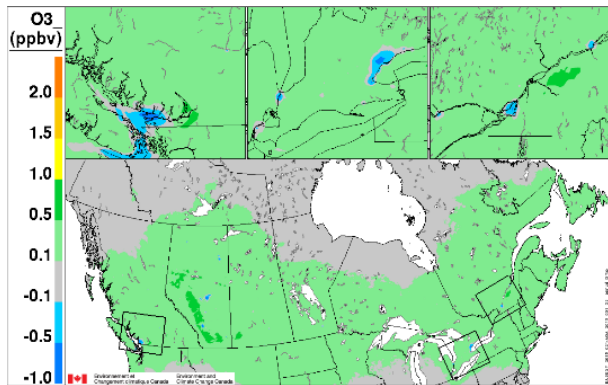 O3_
(ppbv)
2.0
1.5
1.0
0.5
0.1
-0.1
-0.5
-1.0
Environnement et
Changement climatique Canada
Environment and
Climate Change Canada